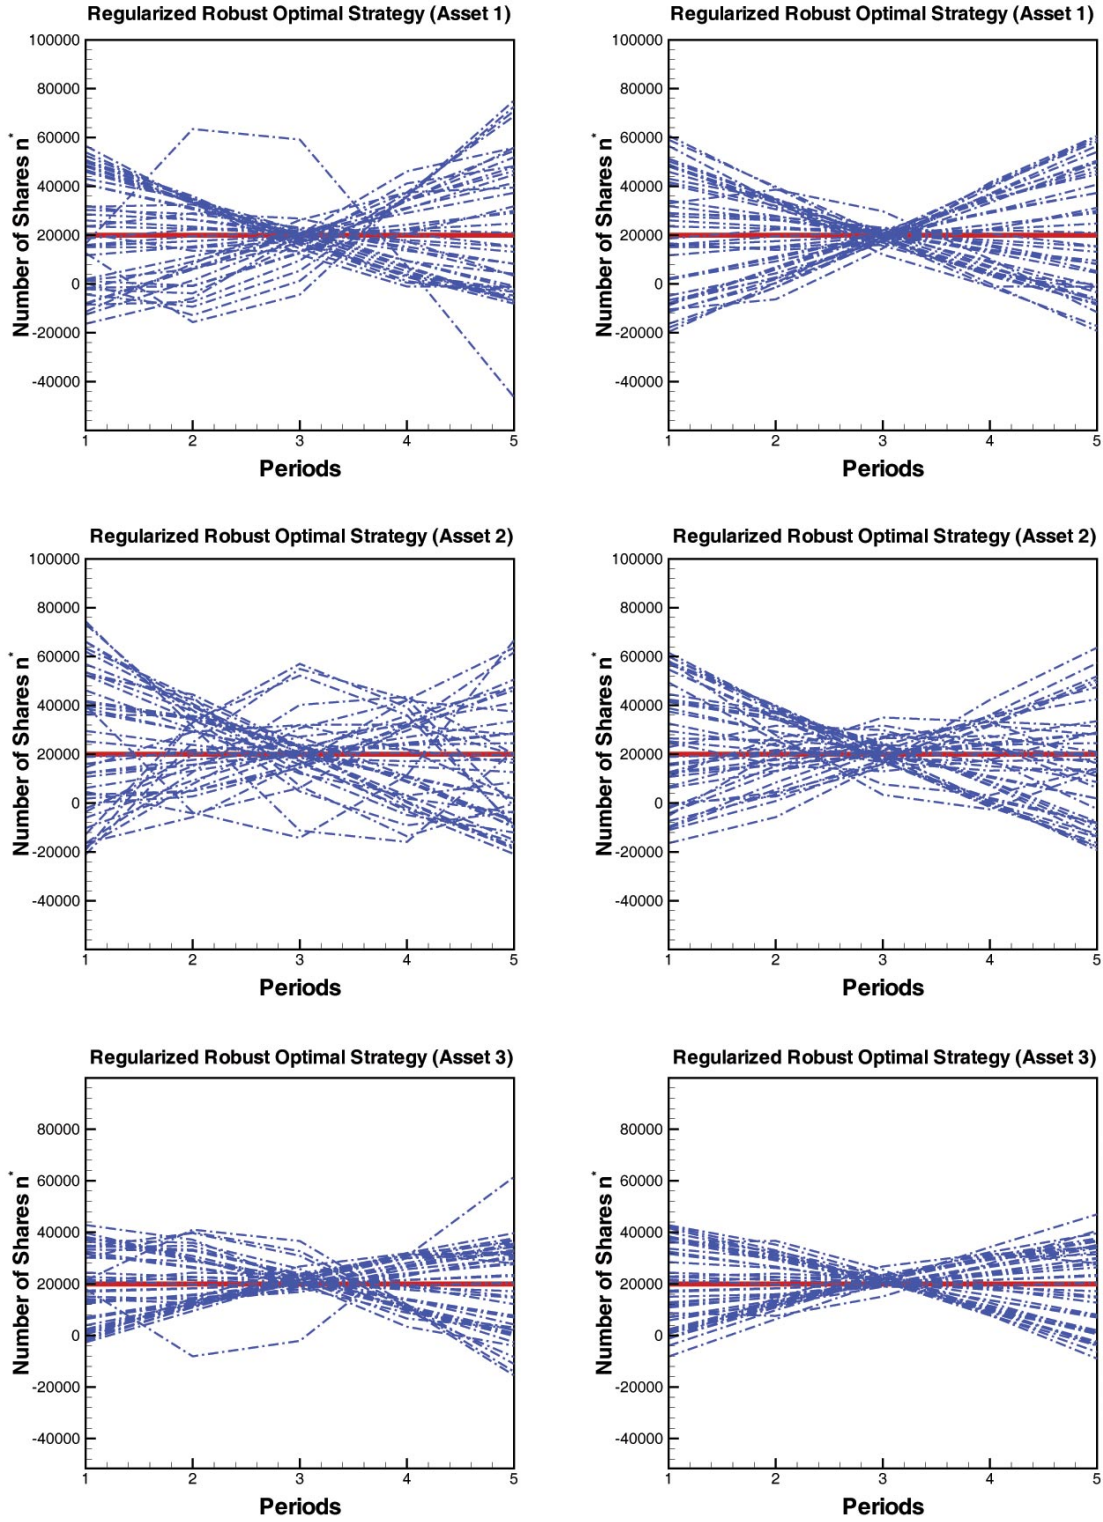 Regularized Robust Optimal Strategy (Asset 1)
100000
80000
60000
40000
20000
0
-20000
-40000
Number of Shares n*
1 2 3 4 5
Periods
Regularized Robust Optimal Strategy (Asset 1)
100000
80000
60000
40000
20000
0
-20000
-40000
Number of Shares n*
1 2 3 4 5
Periods
Regularized Robust Optimal Strategy (Asset 2)
100000
80000
60000
40000
20000
0
-20000
-40000
Number of Shares n*
1 2 3 4 5
Periods
Regularized Robust Optimal Strategy (Asset 2)
100000
80000
60000
40000
20000
0
-20000
-40000
Number of Shares n*
1 2 3 4 5
Periods
Regularized Robust Optimal Strategy (Asset 3)
80000
60000
40000
20000
0
-20000
-40000
Number of Shares n*
1 2 3 4 5
Periods
Regularized Robust Optimal Strategy (Asset 3)
80000
60000
40000
20000
0
-20000
-40000
Number of Shares n*
1 2 3 4 5
Periods